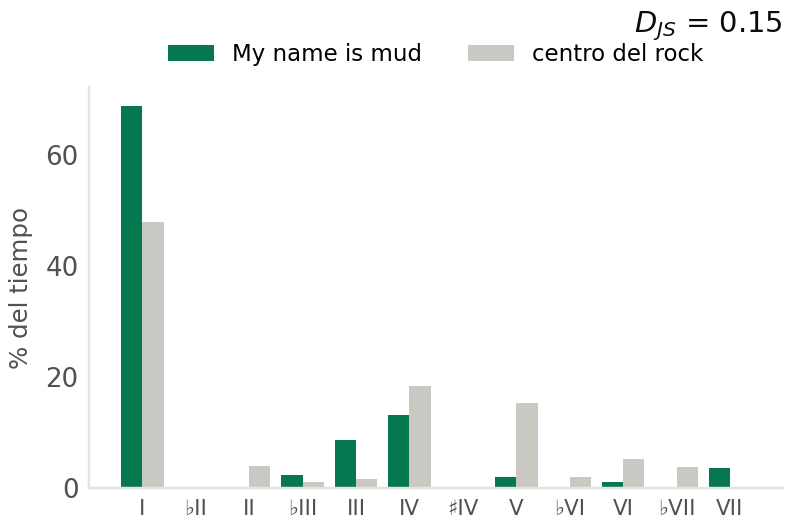 D_JS = 0.15
My name is mud centro del rock
% del tiempo
60
40
20
0
I ♭II II ♭III III IV ♯IV V ♭VI VI ♭VII VII